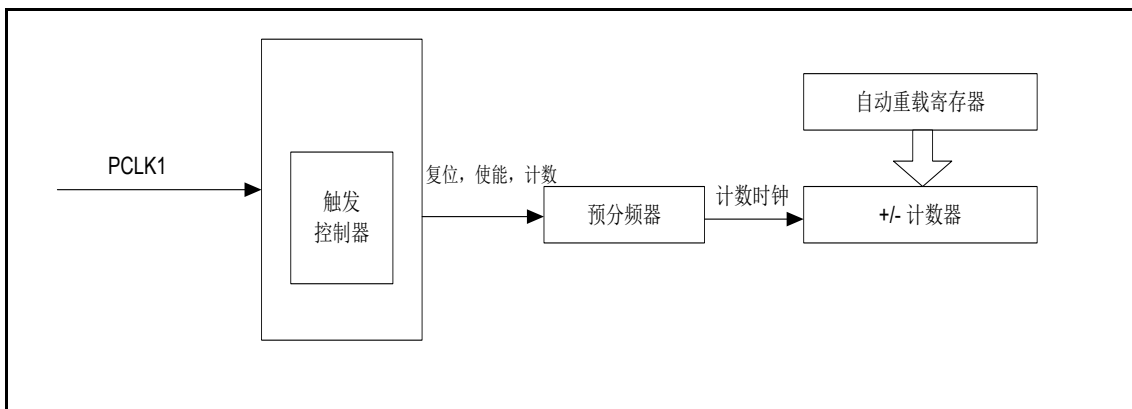 PCLK1
触发
控制器
复位，使能，计数
预分频器
计数时钟
自动重载寄存器
+/- 计数器